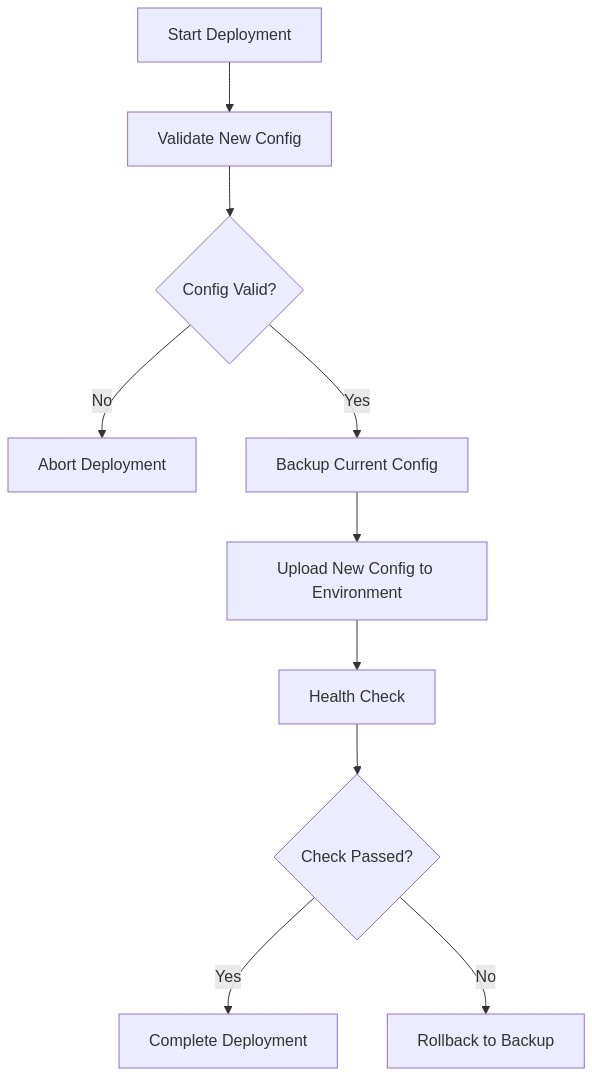 Start Deployment
Validate New Config
Config Valid?
No
Yes
Abort Deployment
Backup Current Config
Upload New Config to
Environment
Health Check
Check Passed?
Yes
No
Complete Deployment
Rollback to Backup